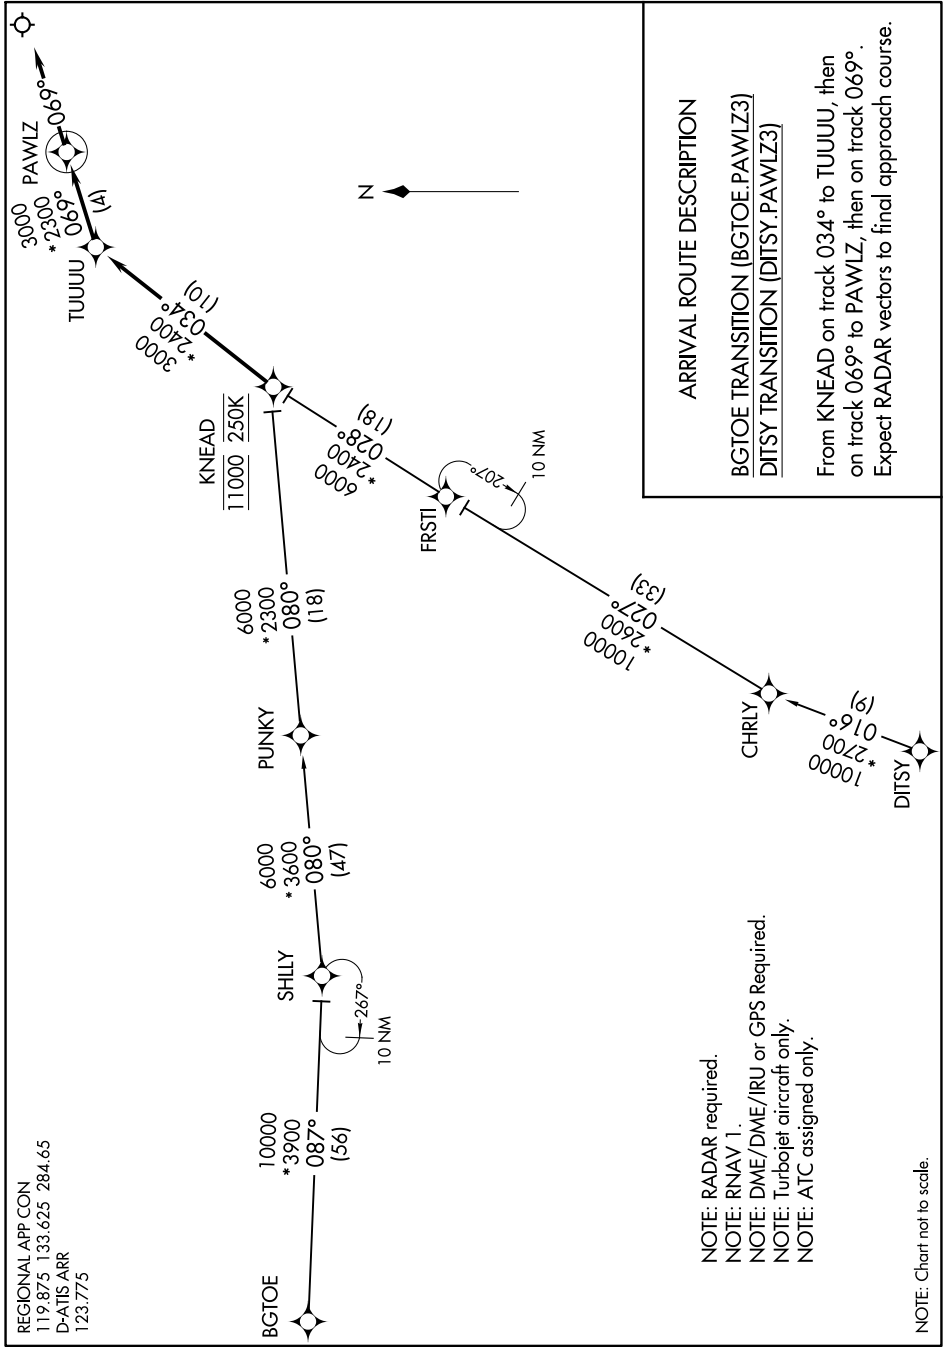 REGIONAL APP CON
119.875 133.625 284.65
D-ATIS ARR
123.775
BGTOE
10000
*3900
087°
(56)
SHLLY
267°
10 NM
6000
*3600
080°
(47)
PUNKY
6000
*2300
080°
(18)
KNEAD
11000 250K
3000
*2400
034°
(10)
TUUUU
3000
*2300
069°
(4)
PAWLZ
069°
6000
*2400
028°
(18)
FRSTI
207°
10 NM
10000
*2600
027°
(33)
CHRLY
10000
*2700
016°
(9)
DITSY
N
NOTE: RADAR required.
NOTE: RNAV 1.
NOTE: DME/DME/IRU or GPS Required.
NOTE: Turbojet aircraft only.
NOTE: ATC assigned only.
NOTE: Chart not to scale.
ARRIVAL ROUTE DESCRIPTION
BGTOE TRANSITION (BGTOE.PAWLZ3)
DITSY TRANSITION (DITSY.PAWLZ3)
From KNEAD on track 034° to TUUUU, then
on track 069° to PAWLZ, then on track 069°.
Expect RADAR vectors to final approach course.